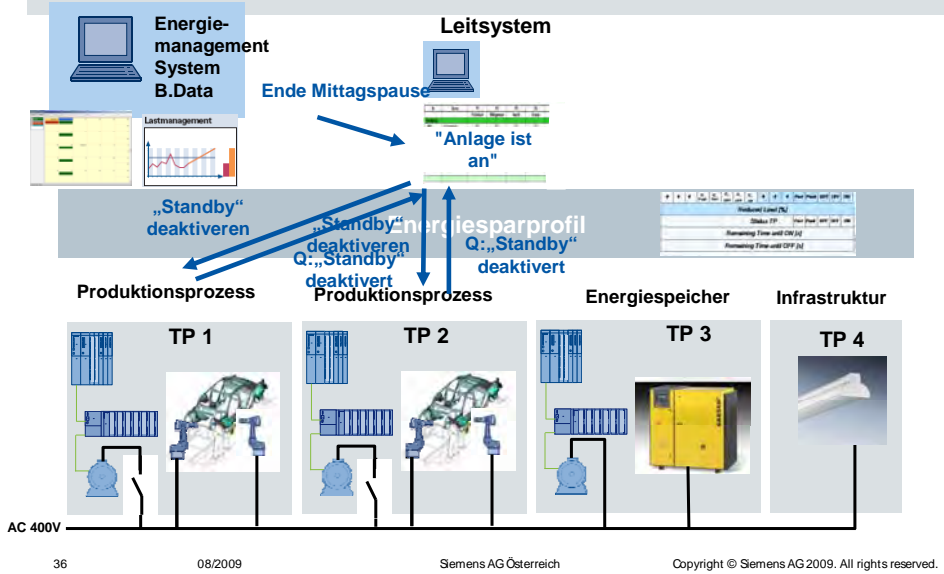 Energie-
management
System
B.Data
Leitsystem
Ende Mittagspause
Lastmanagement
"Anlage ist
an"
„Standby“
deaktiveren
„Standby“
deaktiveren
Energiesparprofil
Q:„Standby“
deaktivert
Q:„Standby“
deaktivert
Reduced Load [%]
Status TP
Remaining Time until ON [s]
Remaining Time until OFF [s]
Produktionsprozess
Produktionsprozess
Energiespeicher
Infrastruktur
TP 1
TP 2
TP 3
TP 4
AC 400V
36
08/2009
Siemens AG Österreich
Copyright © Siemens AG 2009. All rights reserved.